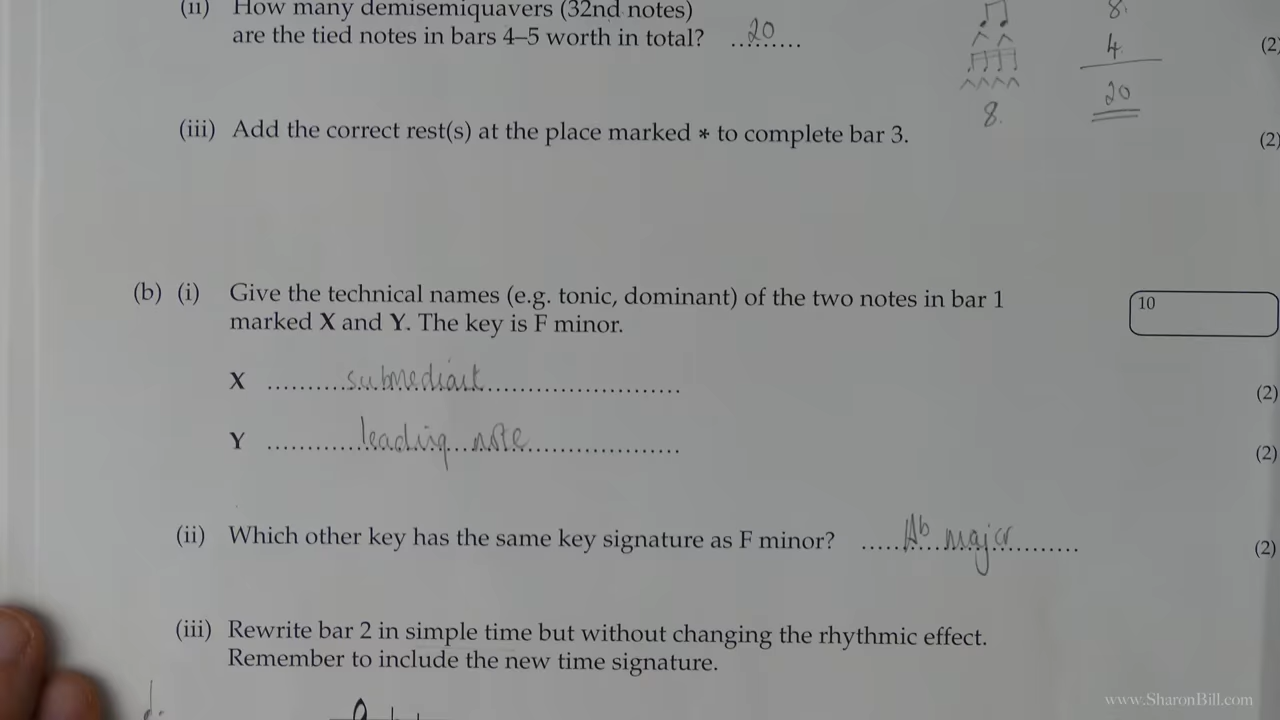 (ii) How many demisemiquavers (32nd notes)
are the tied notes in bars 4–5 worth in total? ....20.... (2)
8.
4.
20
8.
(iii) Add the correct rest(s) at the place marked * to complete bar 3. (2)
(b) (i) Give the technical names (e.g. tonic, dominant) of the two notes in bar 1
marked X and Y. The key is F minor.
10
X submediant (2)
Y leading note (2)
(ii) Which other key has the same key signature as F minor? Ab major (2)
(iii) Rewrite bar 2 in simple time but without changing the rhythmic effect.
Remember to include the new time signature.
www.SharonBill.com